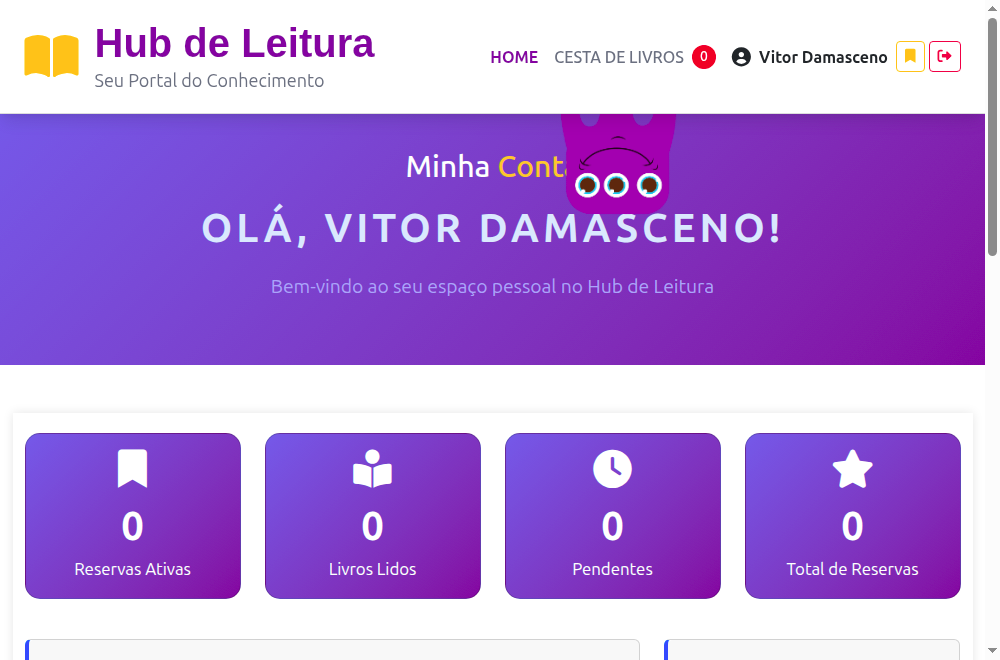 Hub de Leitura
Seu Portal do Conhecimento
HOME
CESTA DE LIVROS 0
Vitor Damasceno
Minha Conta
OLÁ, VITOR DAMASCENO!
Bem-vindo ao seu espaço pessoal no Hub de Leitura
0
Reservas Ativas
0
Livros Lidos
0
Pendentes
0
Total de Reservas